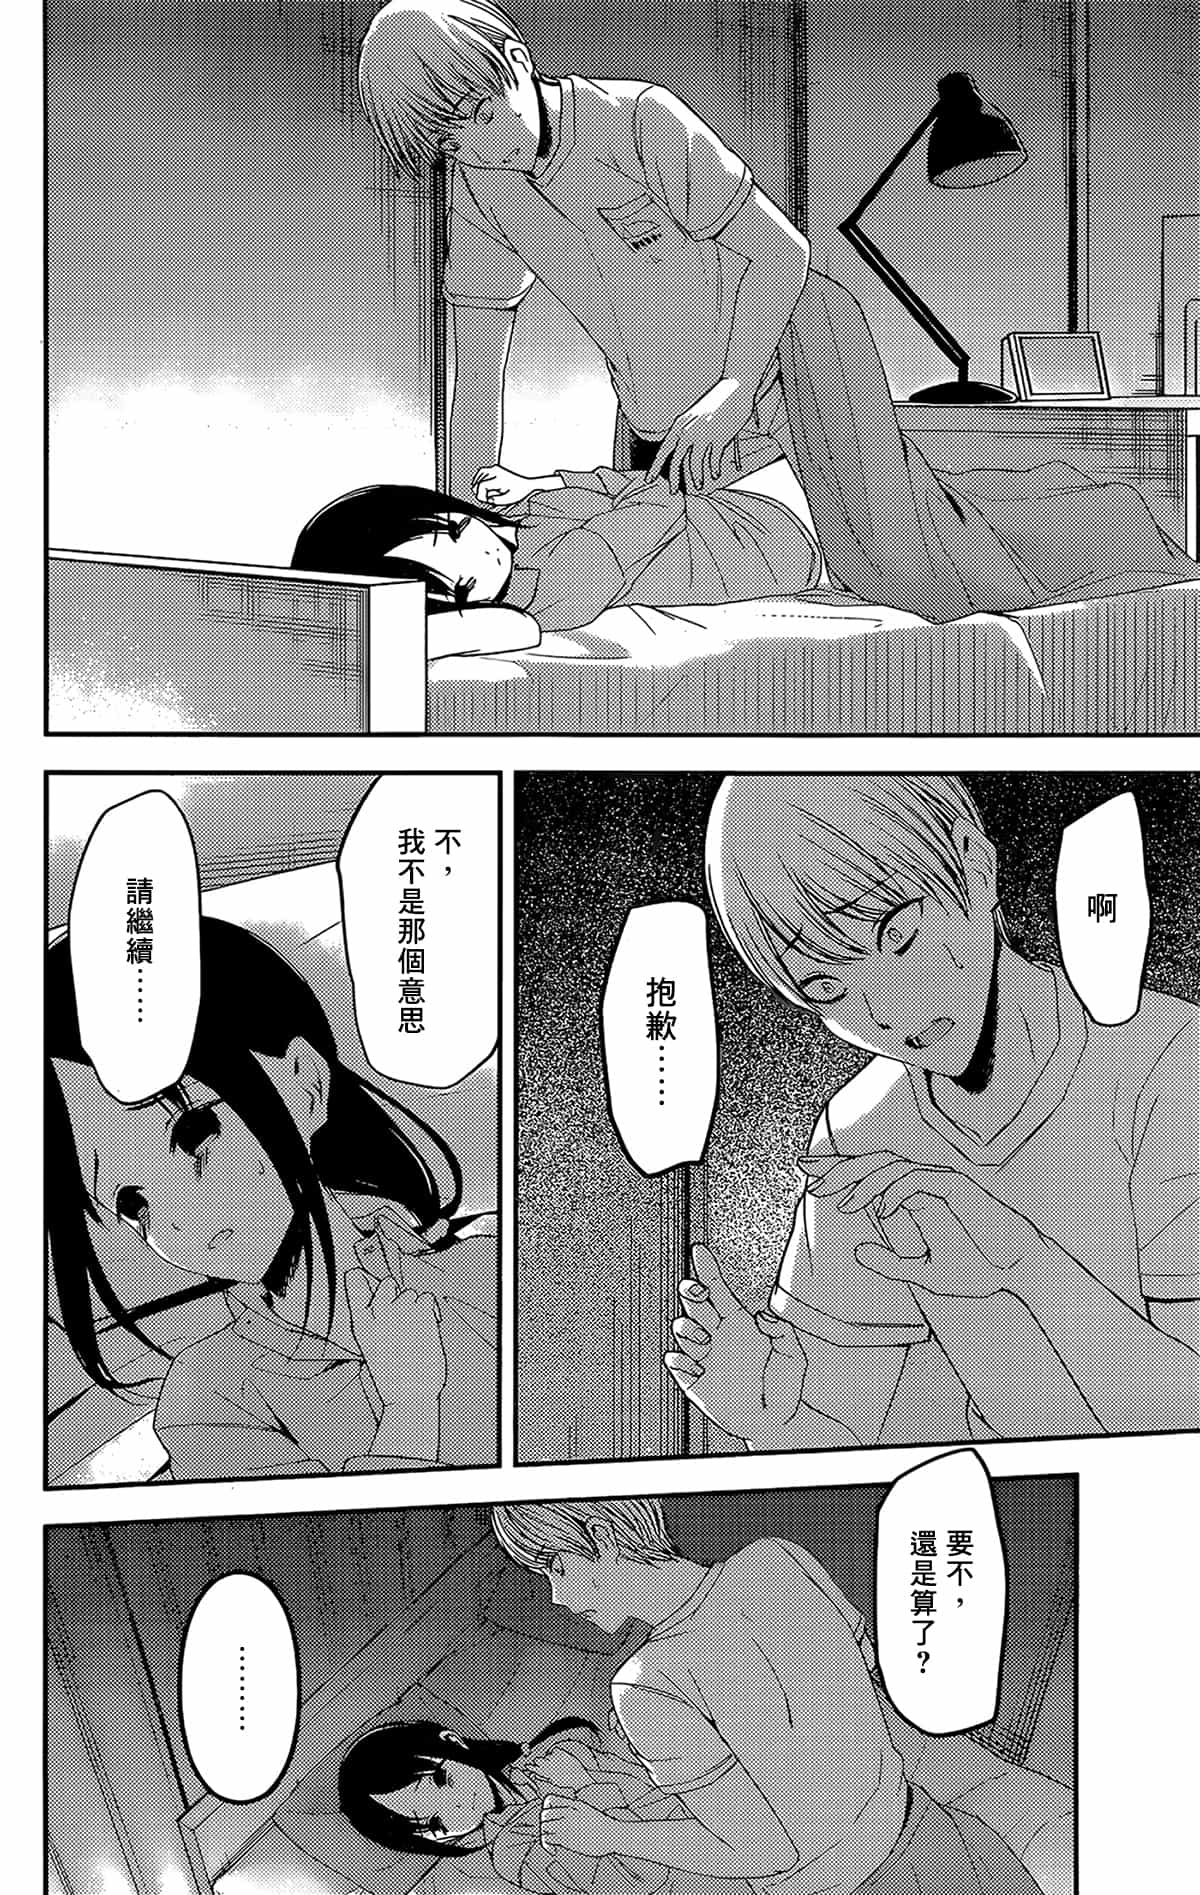 啊
抱歉……
不，
我不是那個意思
請繼續……
要不，
還是算了？
………